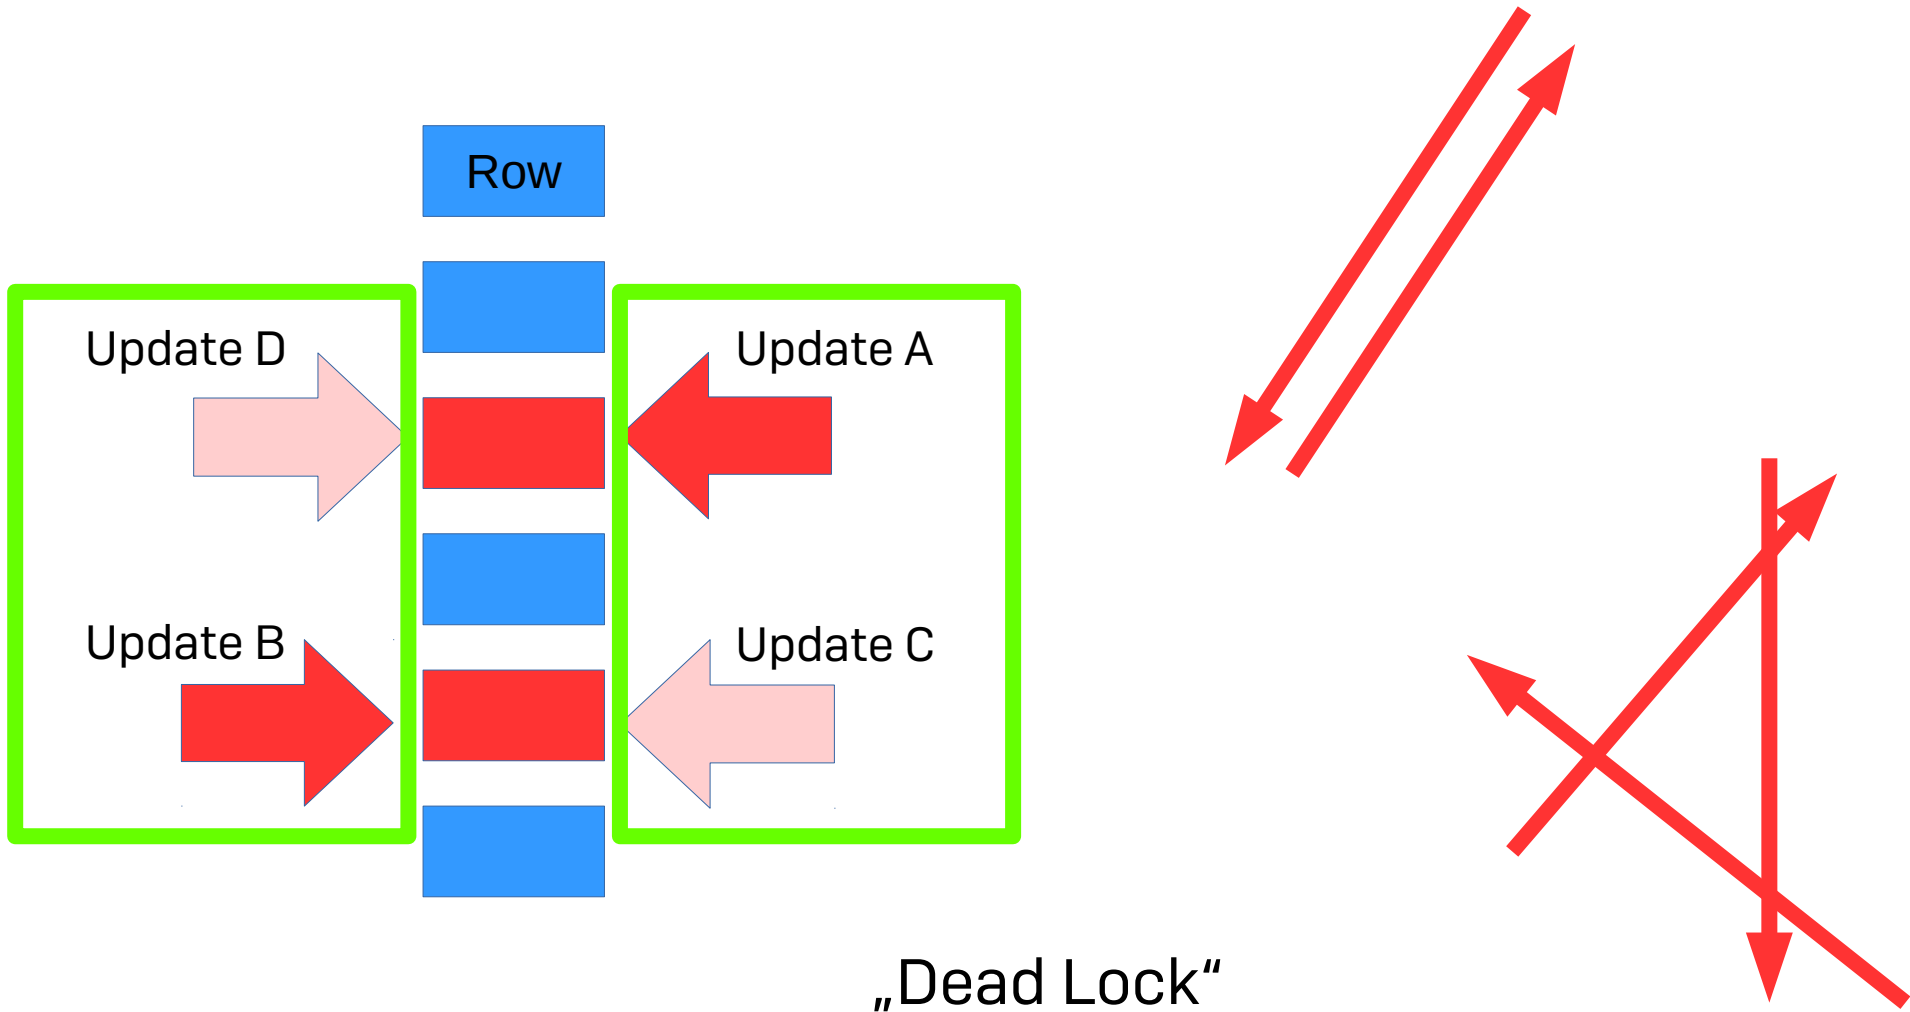 Row
Update D
Update A
Update B
Update C
„Dead Lock“